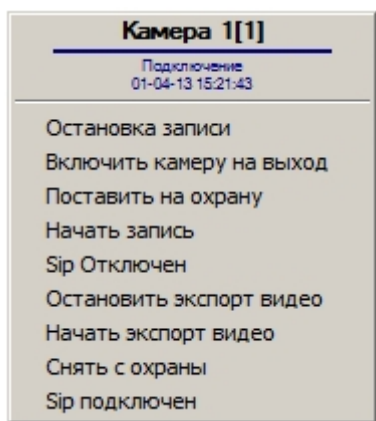 Камера 1[1]
Подключение
01-04-13 15:21:43
Остановка записи
Включить камеру на выход
Поставить на охрану
Начать запись
Sip Отключен
Остановить экспорт видео
Начать экспорт видео
Снять с охраны
Sip подключен